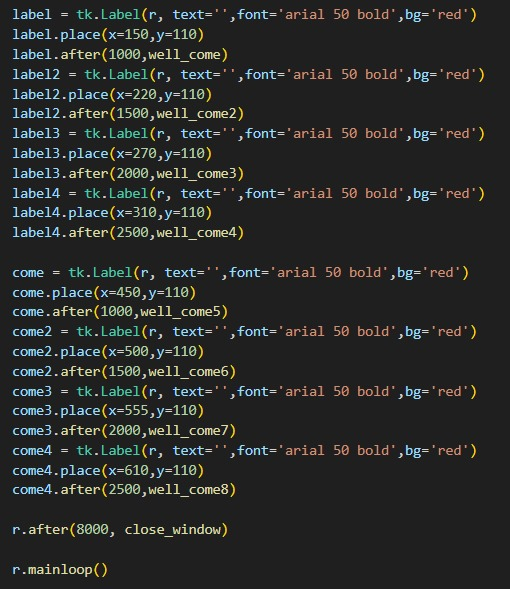 label = tk.Label(r, text='',font='arial 50 bold',bg='red')
label.place(x=150,y=110)
label.after(1000,well_come)
label2 = tk.Label(r, text='',font='arial 50 bold',bg='red')
label2.place(x=220,y=110)
label2.after(1500,well_come2)
label3 = tk.Label(r, text='',font='arial 50 bold',bg='red')
label3.place(x=270,y=110)
label3.after(2000,well_come3)
label4 = tk.Label(r, text='',font='arial 50 bold',bg='red')
label4.place(x=310,y=110)
label4.after(2500,well_come4)
come = tk.Label(r, text='',font='arial 50 bold',bg='red')
come.place(x=450,y=110)
come.after(1000,well_come5)
come2 = tk.Label(r, text='',font='arial 50 bold',bg='red')
come2.place(x=500,y=110)
come2.after(1500,well_come6)
come3 = tk.Label(r, text='',font='arial 50 bold',bg='red')
come3.place(x=555,y=110)
come3.after(2000,well_come7)
come4 = tk.Label(r, text='',font='arial 50 bold',bg='red')
come4.place(x=610,y=110)
come4.after(2500,well_come8)
r.after(8000, close_window)
r.mainloop()